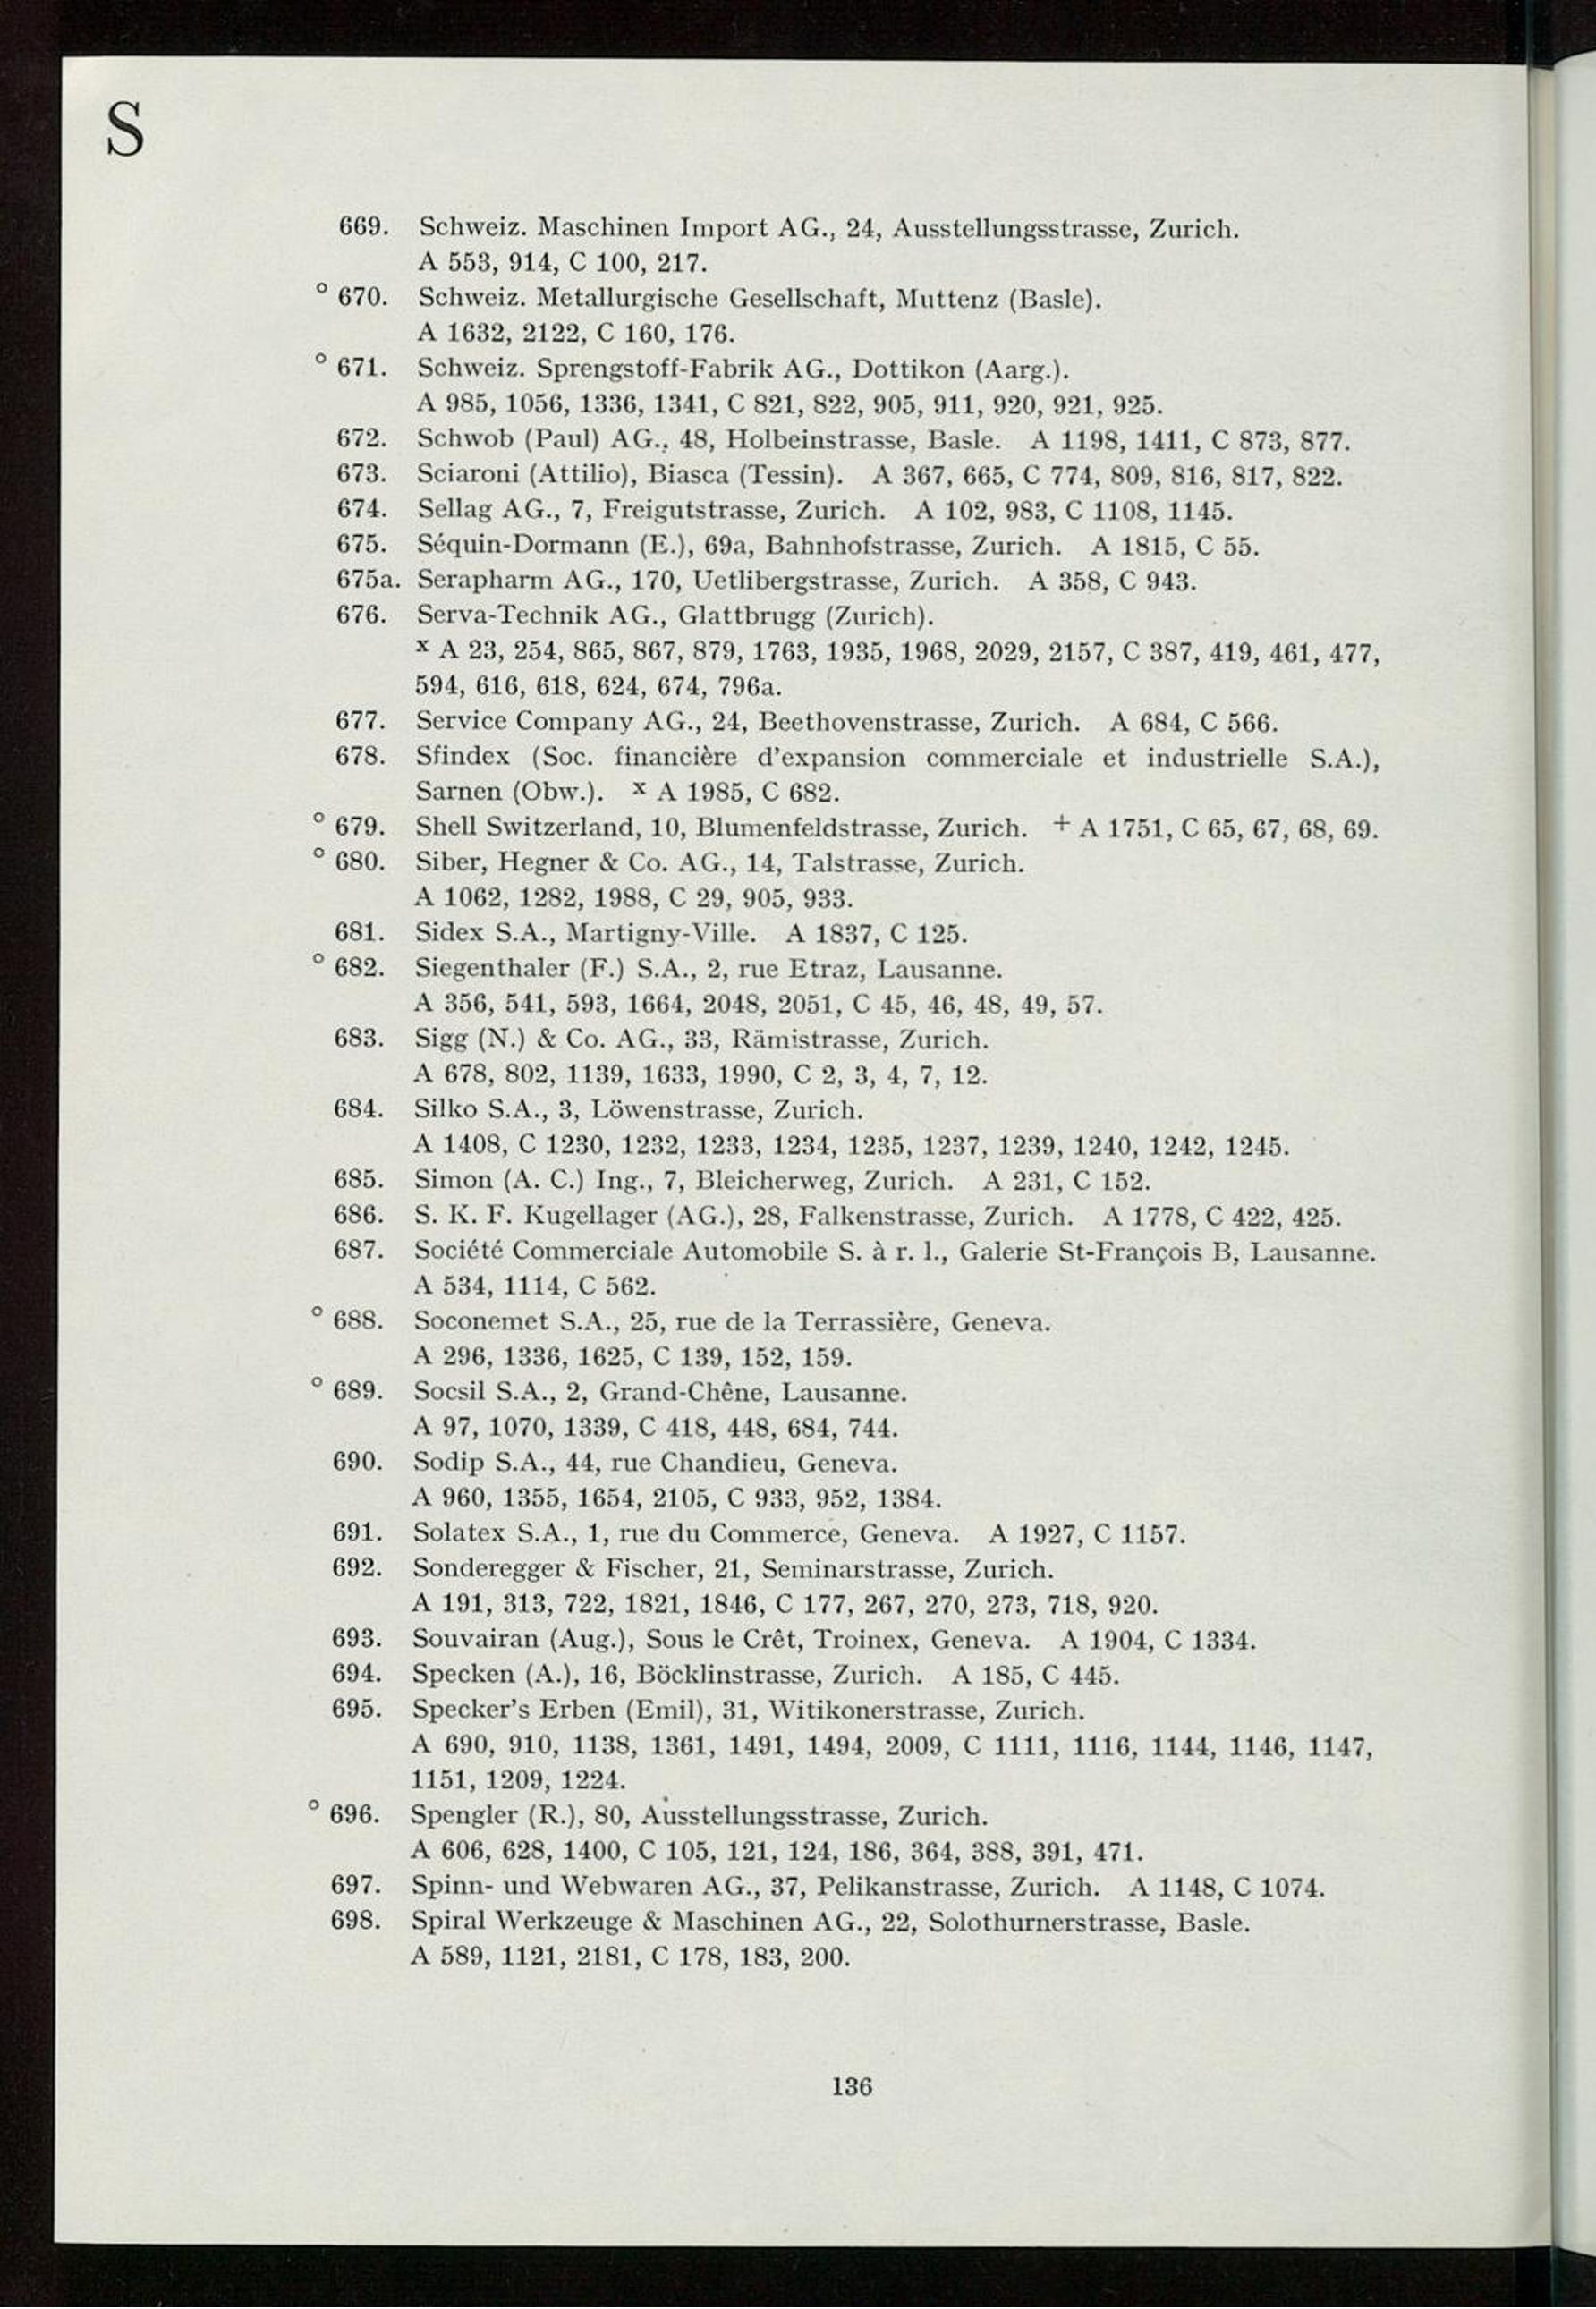 S
669. Schweiz. Maschinen Import AG., 24, Ausstellungsstrasse, Zurich.
A 553, 914, C 100, 217.
° 670. Schweiz. Metallurgische Gesellschaft, Muttenz (Basle).
A 1632, 2122, C 160, 176.
° 671. Schweiz. Sprengstoff-Fabrik AG., Dottikon (Aarg.).
A 985, 1056, 1336, 1341, C 821, 822, 905, 911, 920, 921, 925.
672. Schwob (Paul) AG., 48, Holbeinstrasse, Basle. A 1198, 1411, C 873, 877.
673. Sciaroni (Attilio), Biasca (Tessin). A 367, 665, C 774, 809, 816, 817, 822.
674. Sellag AG., 7, Freigutstrasse, Zurich. A 102, 983, C 1108, 1145.
675. Séquin-Dormann (E.), 69a, Bahnhofstrasse, Zurich. A 1815, C 55.
675a. Serapharm AG., 170, Uetlibergstrasse, Zurich. A 358, C 943.
676. Serva-Technik AG., Glattbrugg (Zurich).
x A 23, 254, 865, 867, 879, 1763, 1935, 1968, 2029, 2157, C 387, 419, 461, 477,
594, 616, 618, 624, 674, 796a.
677. Service Company AG., 24, Beethovenstrasse, Zurich. A 684, C 566.
678. Sfindex (Soc. financière d'expansion commerciale et industrielle S.A.),
Sarnen (Obw.). x A 1985, C 682.
° 679. Shell Switzerland, 10, Blumenfeldstrasse, Zurich. + A 1751, C 65, 67, 68, 69.
° 680. Siber, Hegner & Co. AG., 14, Talstrasse, Zurich.
A 1062, 1282, 1988, C 29, 905, 933.
681. Sidex S.A., Martigny-Ville. A 1837, C 125.
° 682. Siegenthaler (F.) S.A., 2, rue Etraz, Lausanne.
A 356, 541, 593, 1664, 2048, 2051, C 45, 46, 48, 49, 57.
683. Sigg (N.) & Co. AG., 33, Rämistrasse, Zurich.
A 678, 802, 1139, 1633, 1990, C 2, 3, 4, 7, 12.
684. Silko S.A., 3, Löwenstrasse, Zurich.
A 1408, C 1230, 1232, 1233, 1234, 1235, 1237, 1239, 1240, 1242, 1245.
685. Simon (A. C.) Ing., 7, Bleicherweg, Zurich. A 231, C 152.
686. S. K. F. Kugellager (AG.), 28, Falkenstrasse, Zurich. A 1778, C 422, 425.
687. Société Commerciale Automobile S. à r. l., Galerie St-François B, Lausanne.
A 534, 1114, C 562.
° 688. Soconemet S.A., 25, rue de la Terrassière, Geneva.
A 296, 1336, 1625, C 139, 152, 159.
° 689. Socsil S.A., 2, Grand-Chêne, Lausanne.
A 97, 1070, 1339, C 418, 448, 684, 744.
690. Sodip S.A., 44, rue Chandieu, Geneva.
A 960, 1355, 1654, 2105, C 933, 952, 1384.
691. Solatex S.A., 1, rue du Commerce, Geneva. A 1927, C 1157.
692. Sonderegger & Fischer, 21, Seminarstrasse, Zurich.
A 191, 313, 722, 1821, 1846, C 177, 267, 270, 273, 718, 920.
693. Souvairan (Aug.), Sous le Crêt, Troinex, Geneva. A 1904, C 1334.
694. Specken (A.), 16, Böcklinstrasse, Zurich. A 185, C 445.
695. Specker's Erben (Emil), 31, Witikonerstrasse, Zurich.
A 690, 910, 1138, 1361, 1491, 1494, 2009, C 1111, 1116, 1144, 1146, 1147,
1151, 1209, 1224.
° 696. Spengler (R.), 80, Ausstellungsstrasse, Zurich.
A 606, 628, 1400, C 105, 121, 124, 186, 364, 388, 391, 471.
697. Spinn- und Webwaren AG., 37, Pelikanstrasse, Zurich. A 1148, C 1074.
698. Spiral Werkzeuge & Maschinen AG., 22, Solothurnerstrasse, Basle.
A 589, 1121, 2181, C 178, 183, 200.
136